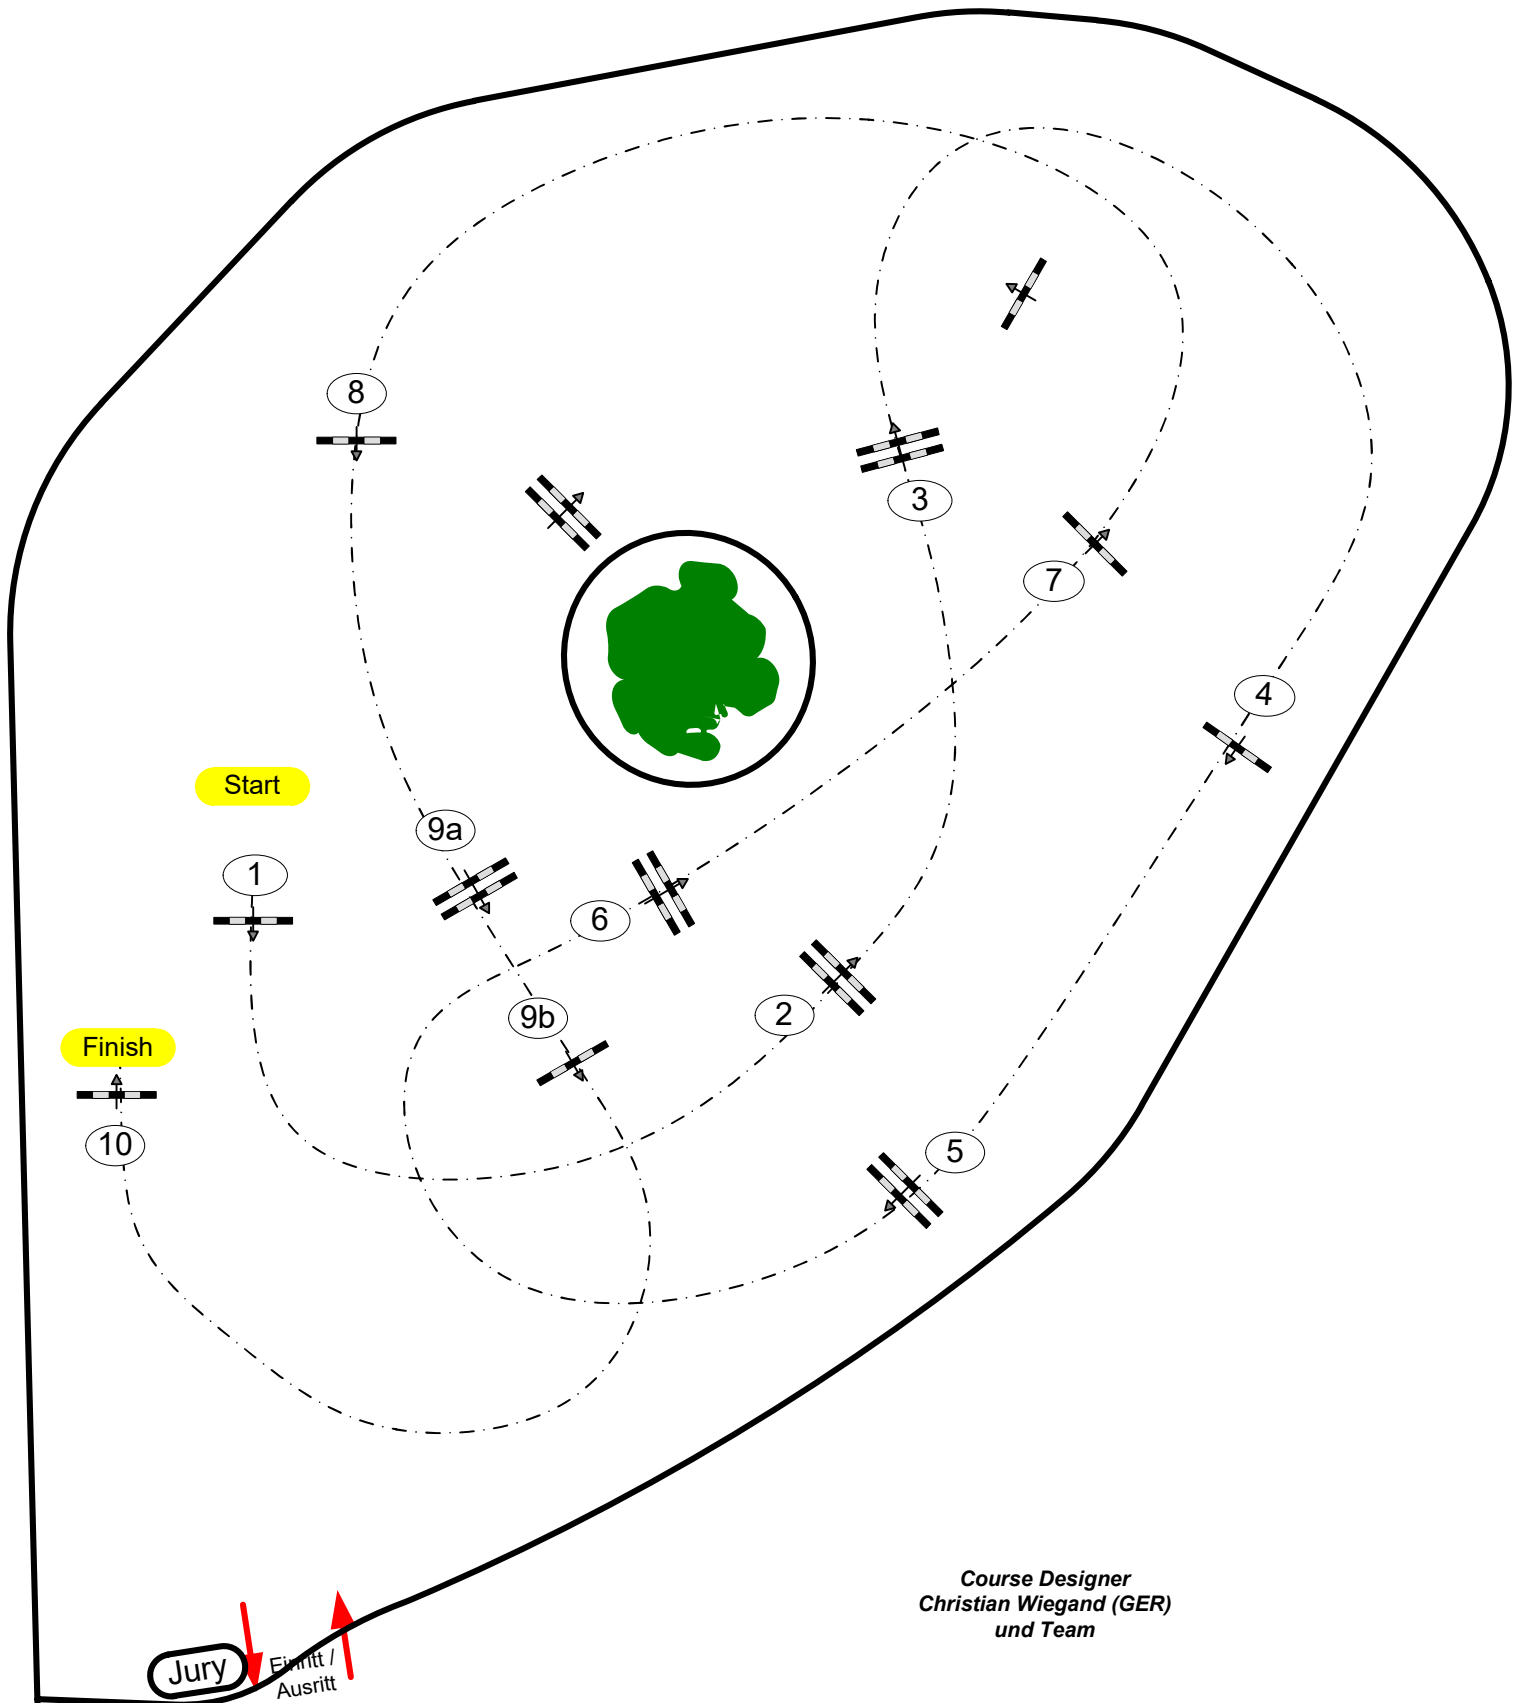 8
3
7
4
Start
9a
1
6
9b
2
Finish
10
5
Course Designer
Christian Wiegand (GER)
und Team
Jury
Einritt /
Ausritt